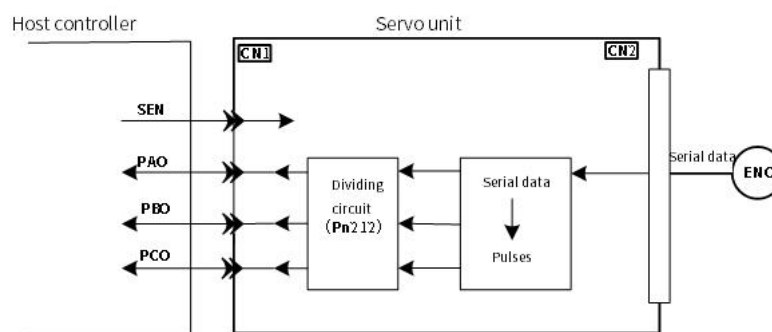 Host controller
Servo unit
CN1
CN2
SEN
PAO
PBO
PCO
Dividing
circuit
(Pn212)
Serial data
Pulses
Serial data
ENC